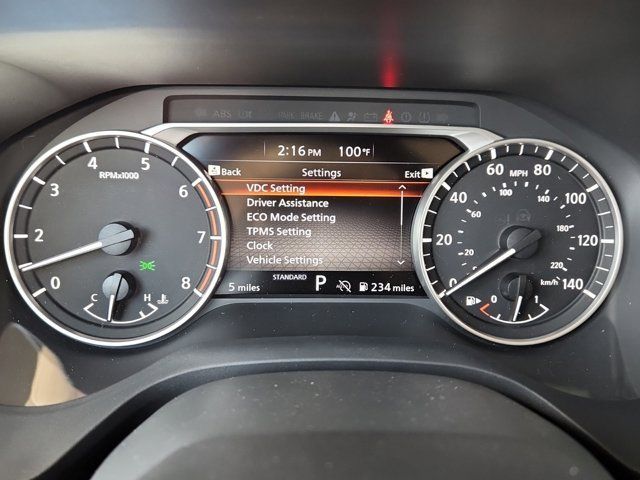 ABS PARK BRAKE
2:16 PM 100°F
Back Settings Exit
VDC Setting
Driver Assistance
ECO Mode Setting
TPMS Setting
Clock
Vehicle Settings
STANDARD
5 miles P 234 miles
RPMx1000
0 2 3 4 5 6 7 8
C H
MPH
0 20 40 60 80 100 120 140
20 60 100 140 180 220
km/h
0 1